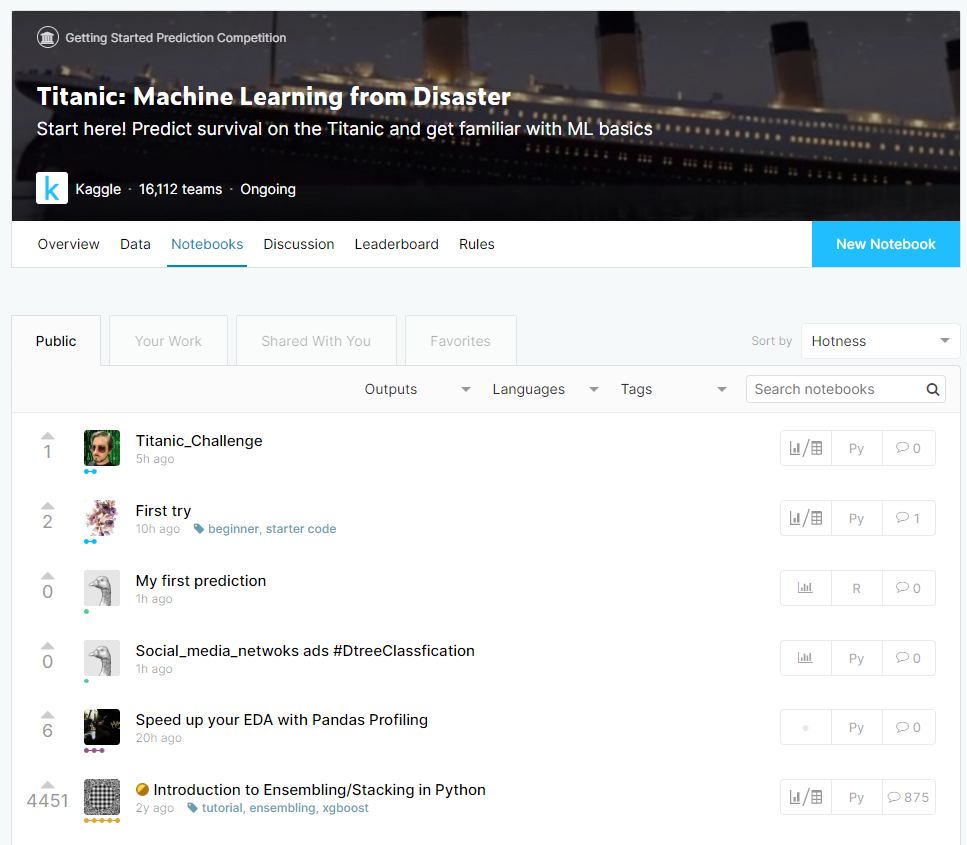 Getting Started Prediction Competition
Titanic: Machine Learning from Disaster
Start here! Predict survival on the Titanic and get familiar with ML basics
k Kaggle · 16,112 teams · Ongoing
Overview Data Notebooks Discussion Leaderboard Rules New Notebook
Public Your Work Shared With You Favorites Sort by Hotness
Outputs Languages Tags Search notebooks
1 Titanic_Challenge Py 0
5h ago
2 First try Py 1
10h ago beginner, starter code
0 My first prediction R 0
1h ago
0 Social_media_netwoks ads #DtreeClassfication Py 0
1h ago
6 Speed up your EDA with Pandas Profiling Py 0
20h ago
4451 Introduction to Ensembling/Stacking in Python Py 875
2y ago tutorial, ensembling, xgboost